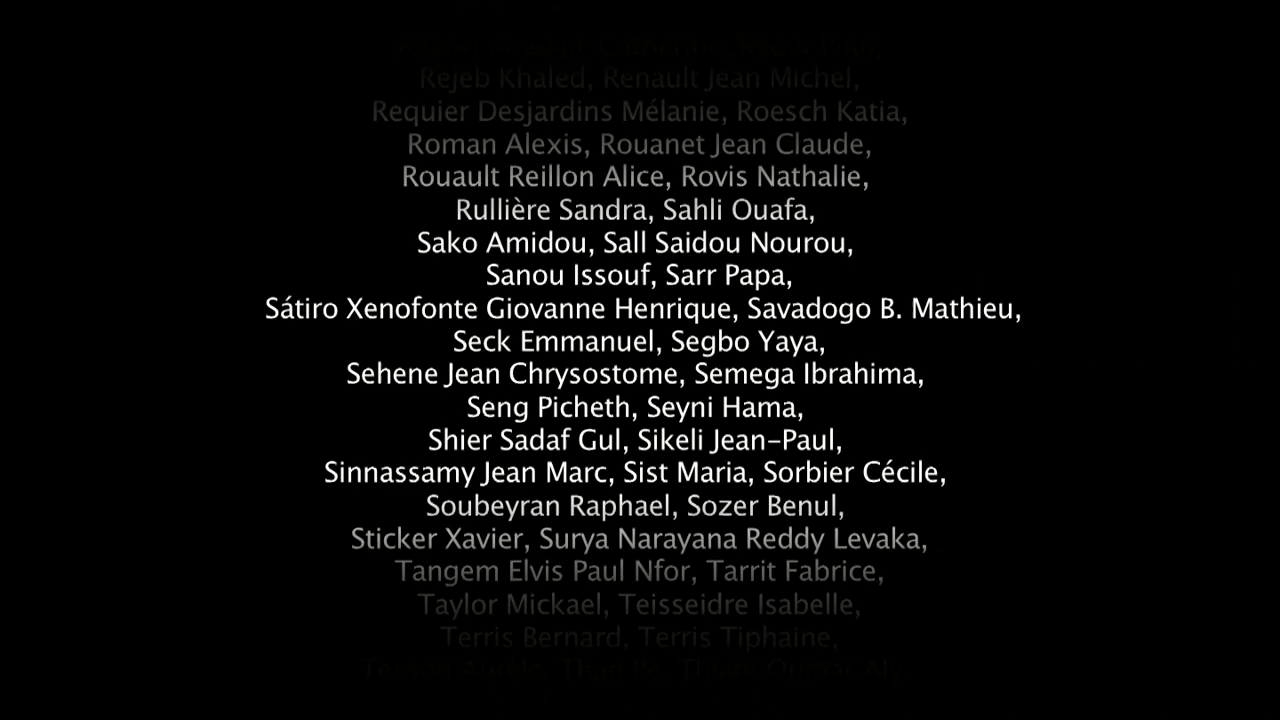 Rejeb Khaled, Renault Jean Michel,
Requier Desjardins Mélanie, Roesch Katia,
Roman Alexis, Rouanet Jean Claude,
Rouault Reillon Alice, Rovis Nathalie,
Rullière Sandra, Sahli Ouafa,
Sako Amidou, Sall Saidou Nourou,
Sanou Issouf, Sarr Papa,
Sátiro Xenofonte Giovanne Henrique, Savadogo B. Mathieu,
Seck Emmanuel, Segbo Yaya,
Sehene Jean Chrysostome, Semega Ibrahima,
Seng Picheth, Seyni Hama,
Shier Sadaf Gul, Sikeli Jean-Paul,
Sinnassamy Jean Marc, Sist Maria, Sorbier Cécile,
Soubeyran Raphael, Sozer Benul,
Sticker Xavier, Surya Narayana Reddy Levaka,
Tangem Elvis Paul Nfor, Tarrit Fabrice,
Taylor Mickael, Teisseidre Isabelle,
Terris Bernard, Terris Tiphaine,